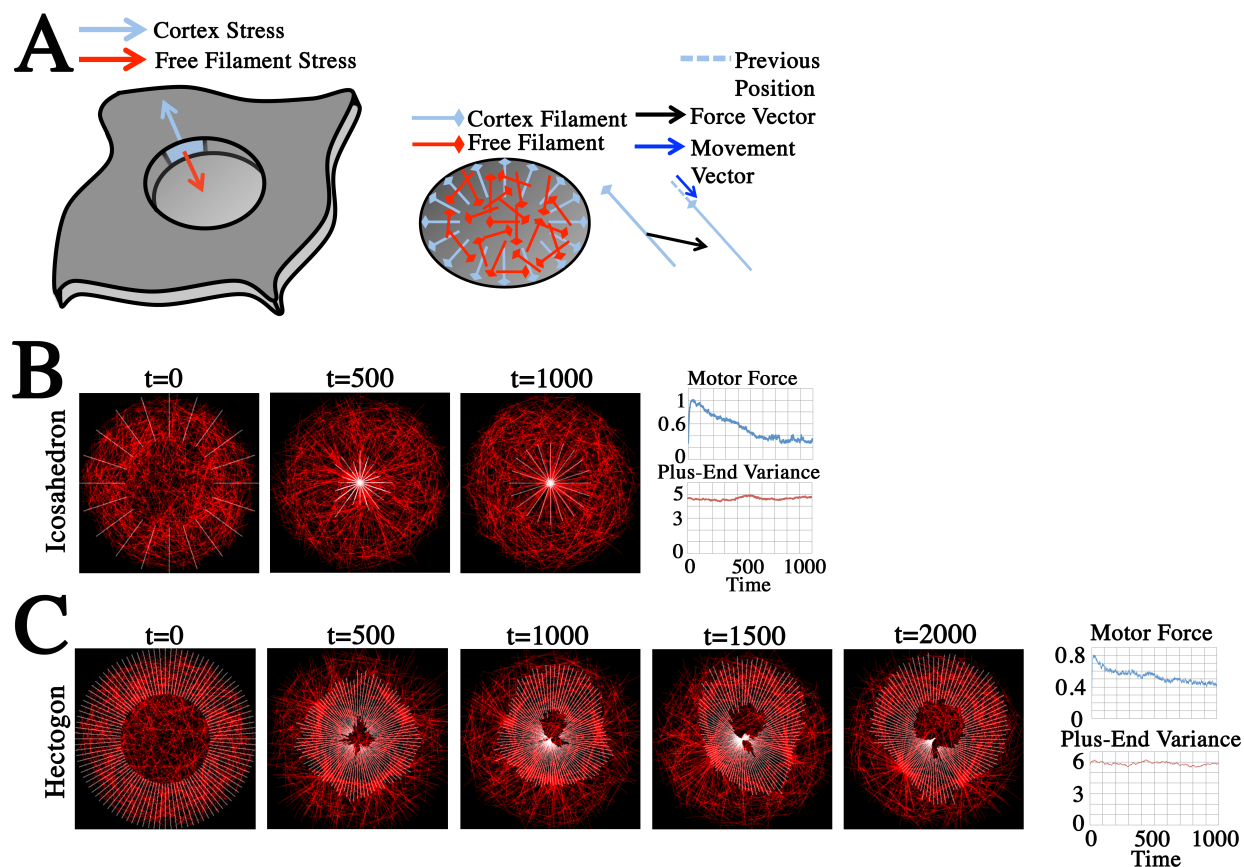 A
Cortex Stress
Free Filament Stress
Previous
Position
Cortex Filament
Force Vector
Free Filament
Movement
Vector
B
t=0
t=500
t=1000
Icosahedron
Motor Force
1
0.6
0
Plus-End Variance
5
3
0
0
500
1000
Time
C
t=0
t=500
t=1000
t=1500
t=2000
Hectogon
Motor Force
0.8
0.4
0
Plus-End Variance
6
3
0
0
500
1000
Time